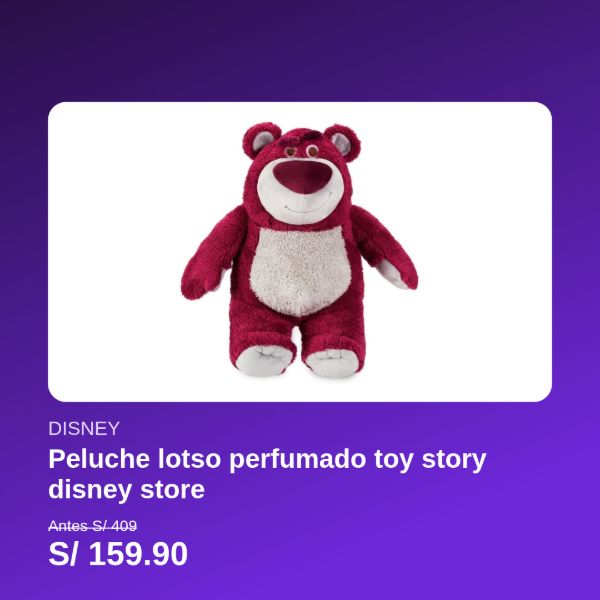 DISNEY
Peluche lotso perfumado toy story
disney store
Antes S/ 409
S/ 159.90